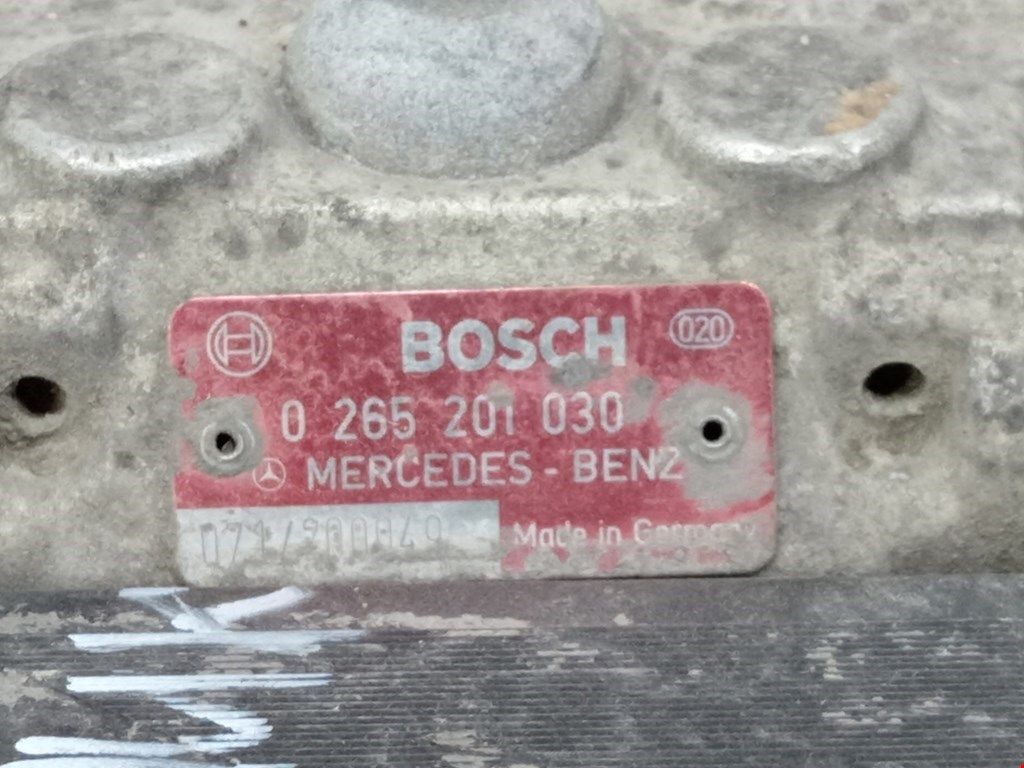 BOSCH
020
0 265 201 030
MERCEDES - BENZ
Made in Germany